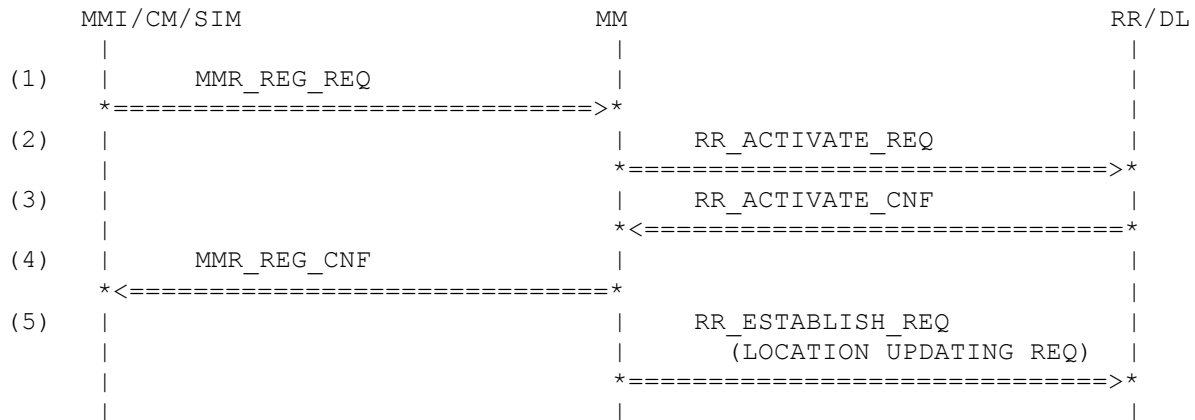 MMI/CM/SIM MM RR/DL
(1) MMR_REG_REQ
(2) RR_ACTIVATE_REQ
(3) RR_ACTIVATE_CNF
(4) MMR_REG_CNF
(5) RR_ESTABLISH_REQ
(LOCATION UPDATING REQ)